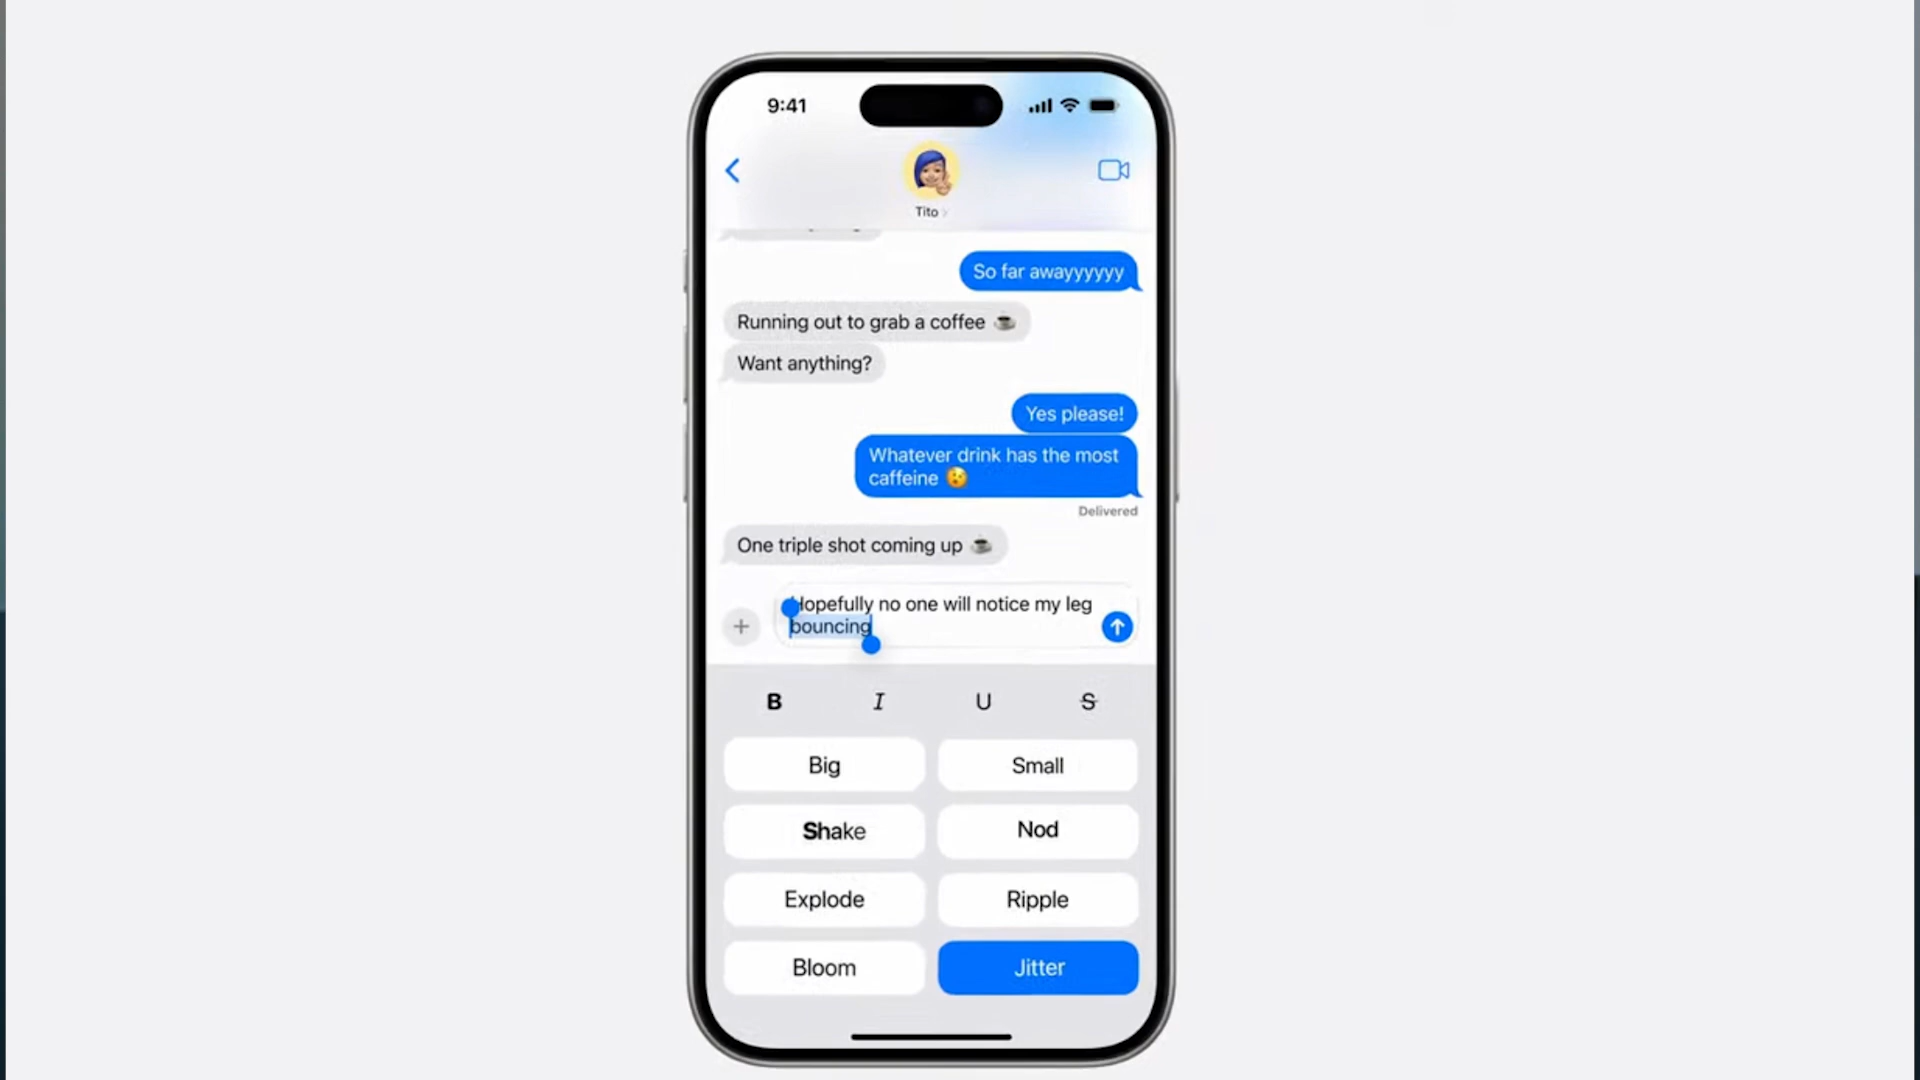 9:41
Tito
So far awayyyyyy
Running out to grab a coffee
Want anything?
Yes please!
Whatever drink has the most
caffeine
Delivered
One triple shot coming up
Hopefully no one will notice my leg
bouncing
B I U S
Big Small
Shake Nod
Explode Ripple
Bloom Jitter